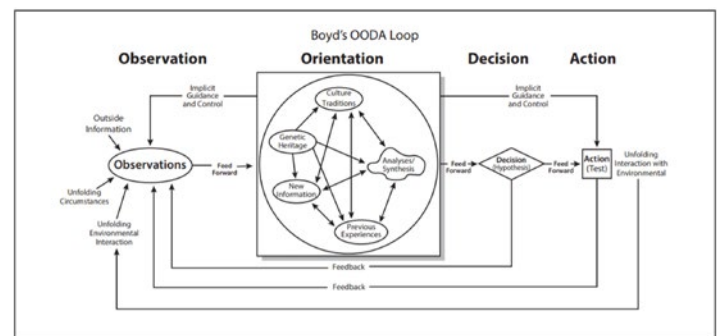 Boyd's OODA Loop
Observation
Orientation
Decision
Action
Implicit
Guidance
and Control
Outside
Information
Observations
Unfolding
Circumstances
Unfolding
Environmental
Interaction
Feed
Forward
Culture
Traditions
Genetic
Heritage
New
Information
Analyses/
Synthesis
Previous
Experiences
Implicit
Guidance
and Control
Feed
Forward
Decision
(Hypothesis)
Feed
Forward
Action
(Test)
Unfolding
Interaction with
Environmental
Feedback
Feedback